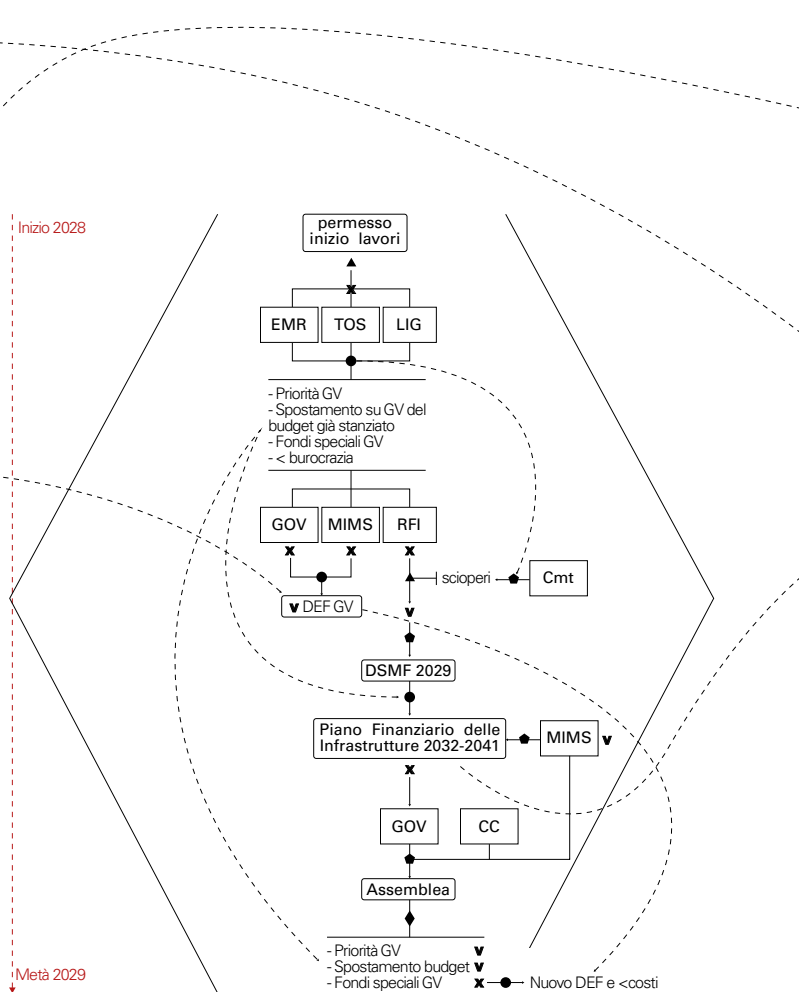 Inizio 2028
permesso
inizio lavori
x
EMR TOS LIG
- Priorità GV
- Spostamento su GV del
budget già stanziato
- Fondi speciali GV
- < burocrazia
GOV MIMS RFI
x x x
scioperi
Cmt
v DEF GV
v
DSMF 2029
Piano Finanziario delle
Infrastrutture 2032-2041
MIMS v
x
GOV CC
Assemblea
- Priorità GV v
- Spostamento budget v
- Fondi speciali GV x Nuovo DEF e <costi
Metà 2029